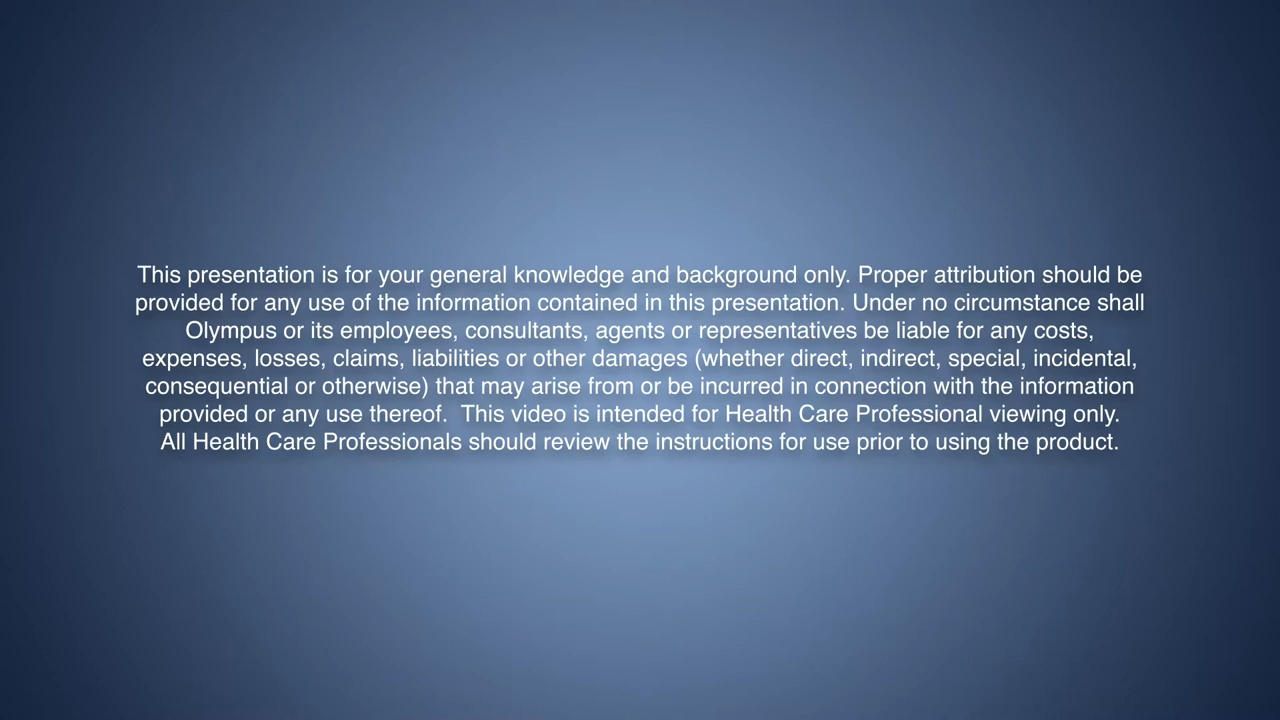 This presentation is for your general knowledge and background only. Proper attribution should be
provided for any use of the information contained in this presentation. Under no circumstance shall
Olympus or its employees, consultants, agents or representatives be liable for any costs,
expenses, losses, claims, liabilities or other damages (whether direct, indirect, special, incidental,
consequential or otherwise) that may arise from or be incurred in connection with the information
provided or any use thereof.  This video is intended for Health Care Professional viewing only.
All Health Care Professionals should review the instructions for use prior to using the product.